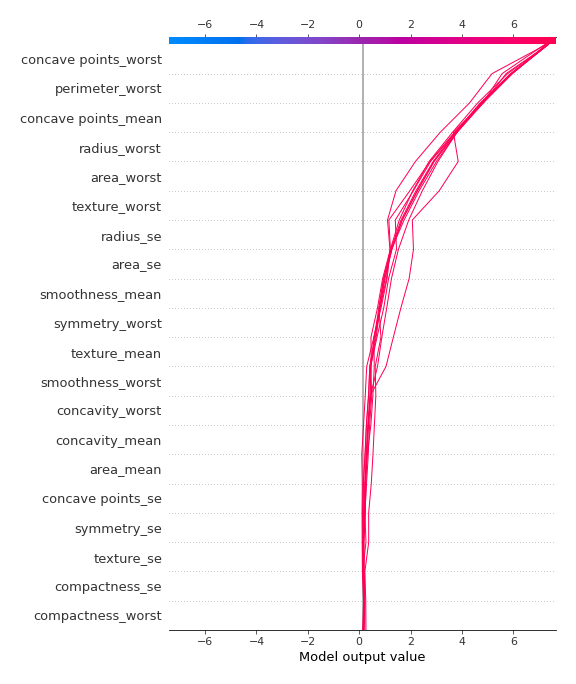 −6 −4 −2 0 2 4 6
concave points_worst
perimeter_worst
concave points_mean
radius_worst
area_worst
texture_worst
radius_se
area_se
smoothness_mean
symmetry_worst
texture_mean
smoothness_worst
concavity_worst
concavity_mean
area_mean
concave points_se
symmetry_se
texture_se
compactness_se
compactness_worst
−6 −4 −2 0 2 4 6
Model output value